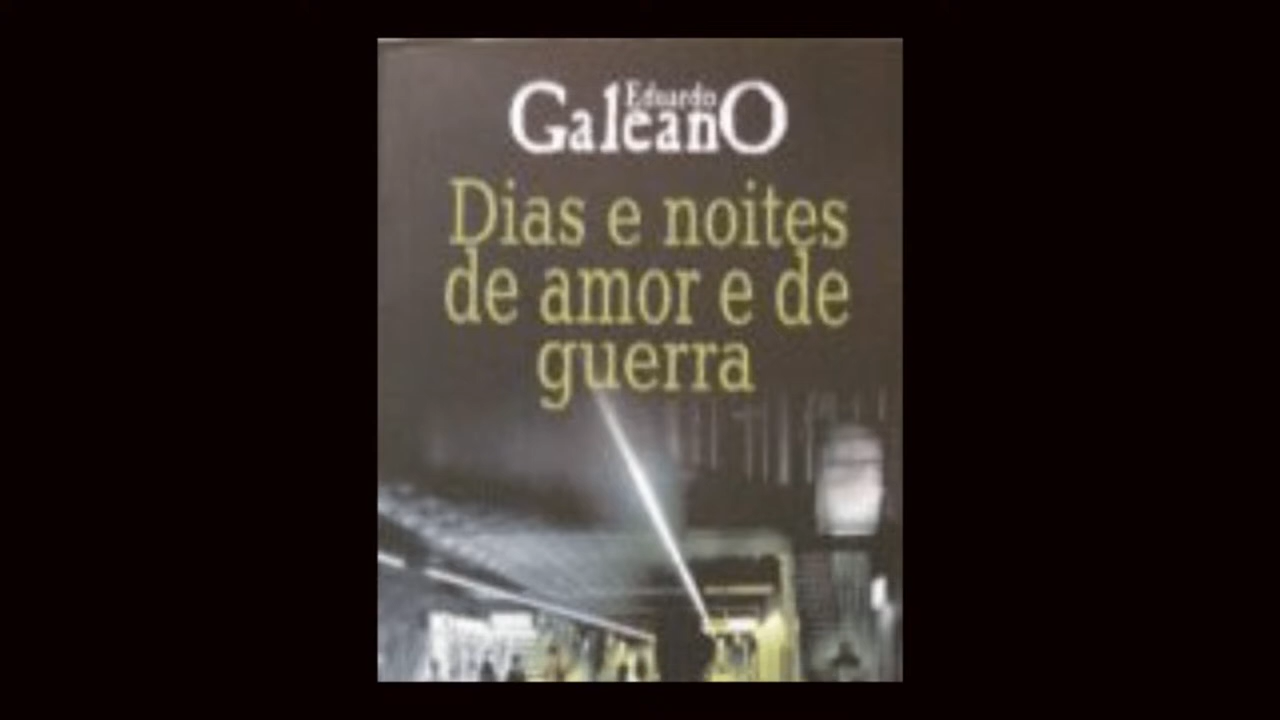 Eduardo
Galeano
Dias e noites
de amor e de
guerra